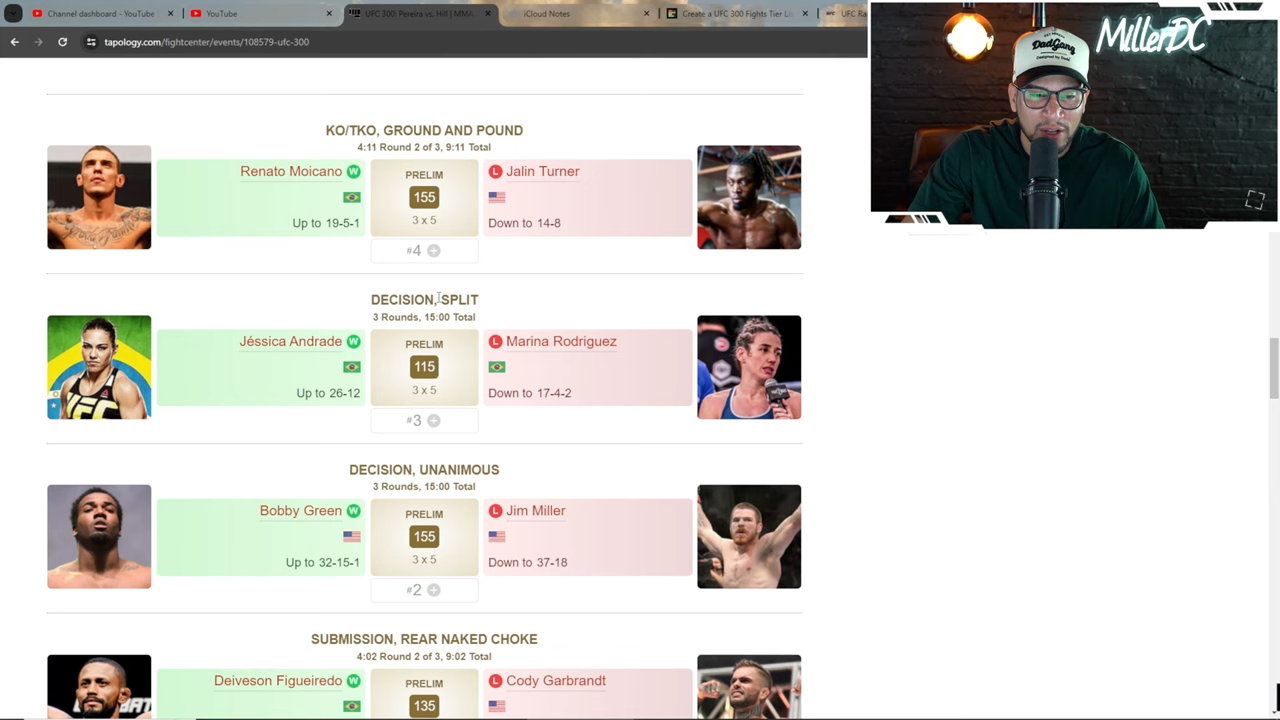 Channel dashboard - YouTube
YouTube
UFC 300: Pereira vs. Hill | MMA
iCloud Notes
Create a UFC 300 Fights Tier Li
UFC Ra
tapology.com/fightcenter/events/108579-ufc-300
DadGang
Designed by Dads
MillerDC
KO/TKO, GROUND AND POUND
4:11 Round 2 of 3, 9:11 Total
Renato Moicano W
PRELIM
L Jalin Turner
155
Up to 19-5-1
3 x 5
Down to 14-8
#4
DECISION, SPLIT
3 Rounds, 15:00 Total
Jéssica Andrade W
PRELIM
L Marina Rodriguez
115
Up to 26-12
3 x 5
Down to 17-4-2
#3
DECISION, UNANIMOUS
3 Rounds, 15:00 Total
Bobby Green W
PRELIM
L Jim Miller
155
Up to 32-15-1
3 x 5
Down to 37-18
#2
SUBMISSION, REAR NAKED CHOKE
4:02 Round 2 of 3, 9:02 Total
Deiveson Figueiredo W
PRELIM
L Cody Garbrandt
135